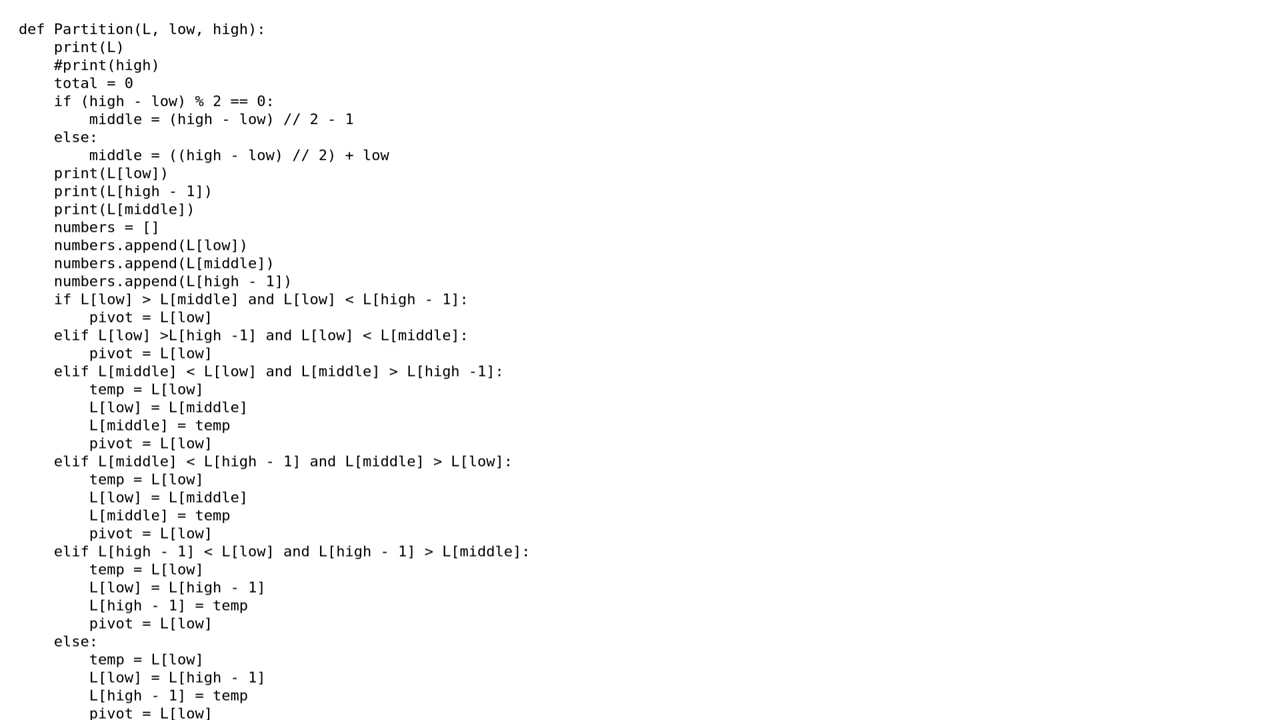 def Partition(L, low, high):
    print(L)
    #print(high)
    total = 0
    if (high - low) % 2 == 0:
        middle = (high - low) // 2 - 1
    else:
        middle = ((high - low) // 2) + low
    print(L[low])
    print(L[high - 1])
    print(L[middle])
    numbers = []
    numbers.append(L[low])
    numbers.append(L[middle])
    numbers.append(L[high - 1])
    if L[low] > L[middle] and L[low] < L[high - 1]:
        pivot = L[low]
    elif L[low] >L[high -1] and L[low] < L[middle]:
        pivot = L[low]
    elif L[middle] < L[low] and L[middle] > L[high -1]:
        temp = L[low]
        L[low] = L[middle]
        L[middle] = temp
        pivot = L[low]
    elif L[middle] < L[high - 1] and L[middle] > L[low]:
        temp = L[low]
        L[low] = L[middle]
        L[middle] = temp
        pivot = L[low]
    elif L[high - 1] < L[low] and L[high - 1] > L[middle]:
        temp = L[low]
        L[low] = L[high - 1]
        L[high - 1] = temp
        pivot = L[low]
    else:
        temp = L[low]
        L[low] = L[high - 1]
        L[high - 1] = temp
        pivot = L[low]